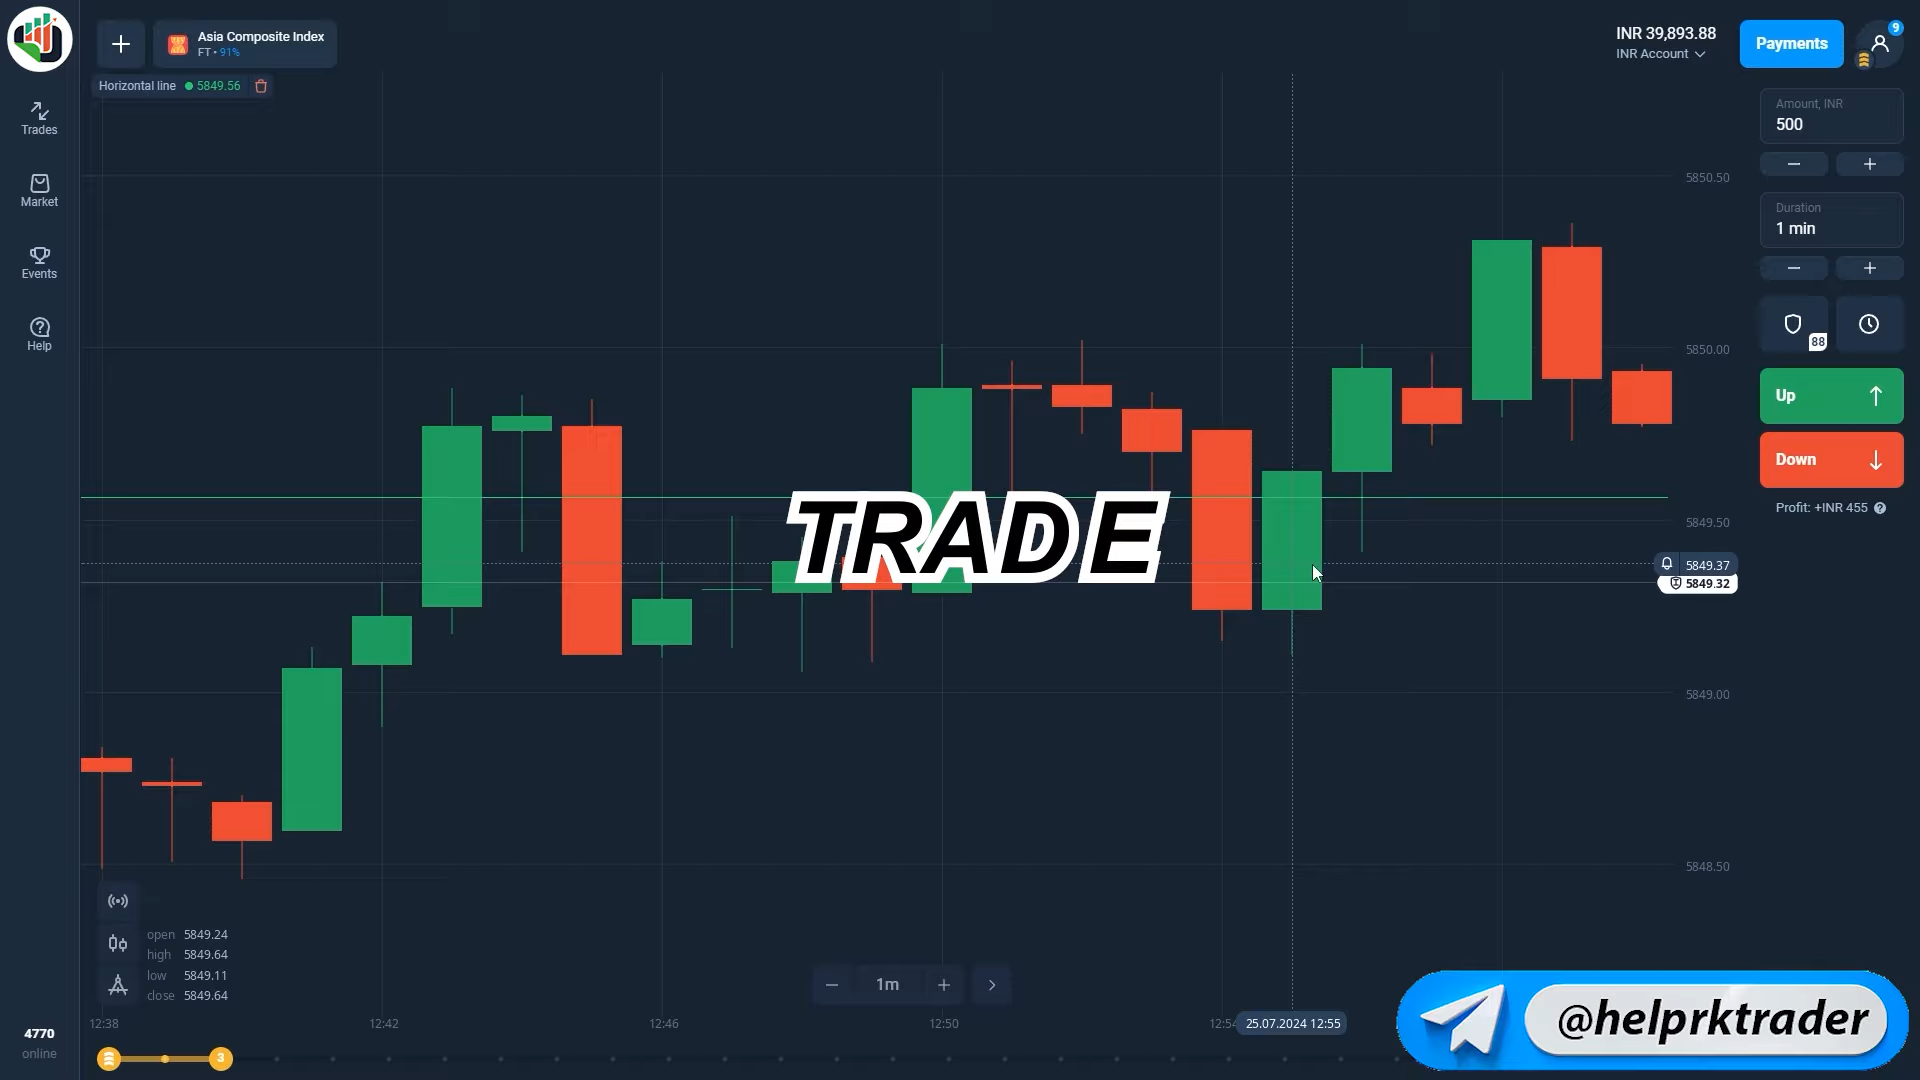 Asia Composite Index
FT • 91%
INR 39,893.88
INR Account
Payments
9
Horizontal line 5849.56
Trades
Market
Events
Help
Amount, INR
500
Duration
1 min
88
Up
Down
Profit: +INR 455
5850.50
5850.00
5849.50
5849.37
5849.32
5849.00
5848.50
TRADE
open 5849.24
high 5849.64
low 5849.11
close 5849.64
1m
12:38
12:42
12:46
12:50
12:54
25.07.2024 12:55
4770
online
3
@helprktrader